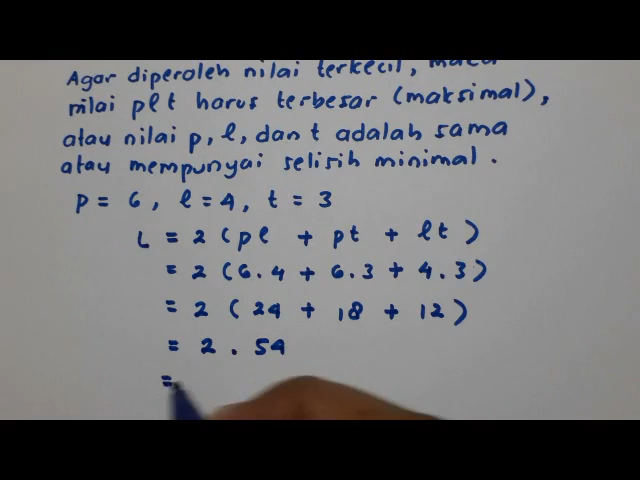 Agar diperoleh nilai terkecil, maka
nilai plt harus terbesar (maksimal),
atau nilai p, l, dan t adalah sama
atau mempunyai selisih minimal.
p = 6, l = 4, t = 3
L = 2 (pl + pt + lt)
= 2 (6.4 + 6.3 + 4.3)
= 2 (24 + 18 + 12)
= 2 . 54
=